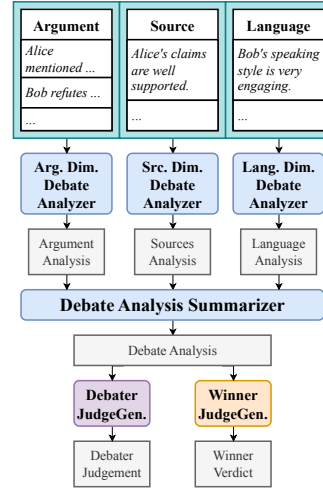 Argument
Source
Language
Alice
mentioned ...
Bob refutes ...
...
Alice's claims
are well
supported.
...
Bob's speaking
style is very
engaging.
...
Arg. Dim.
Debate
Analyzer
Src. Dim.
Debate
Analyzer
Lang. Dim.
Debate
Analyzer
Argument
Analysis
Sources
Analysis
Language
Analysis
Debate Analysis Summarizer
Debate Analysis
Debater
JudgeGen.
Winner
JudgeGen.
Debater
Judgement
Winner
Verdict